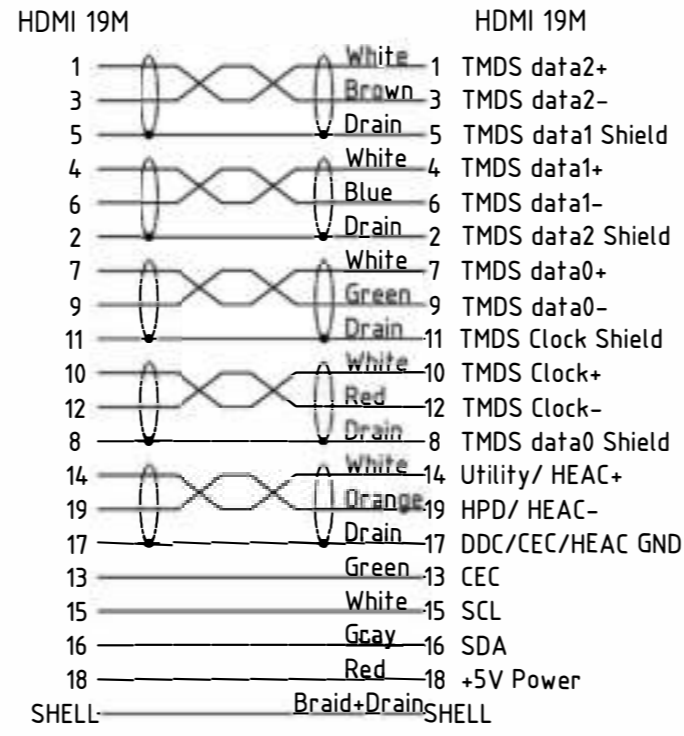 HDMI 19M HDMI 19M
1 White 1 TMDS data2+
3 Brown 3 TMDS data2-
5 Drain 5 TMDS data1 Shield
4 White 4 TMDS data1+
6 Blue 6 TMDS data1-
2 Drain 2 TMDS data2 Shield
7 White 7 TMDS data0+
9 Green 9 TMDS data0-
11 Drain 11 TMDS Clock Shield
10 White 10 TMDS Clock+
12 Red 12 TMDS Clock-
8 Drain 8 TMDS data0 Shield
14 White 14 Utility/ HEAC+
19 Orange 19 HPD/ HEAC-
17 Drain 17 DDC/CEC/HEAC GND
13 Green 13 CEC
15 White 15 SCL
16 Gray 16 SDA
18 Red 18 +5V Power
SHELL Braid+Drain SHELL